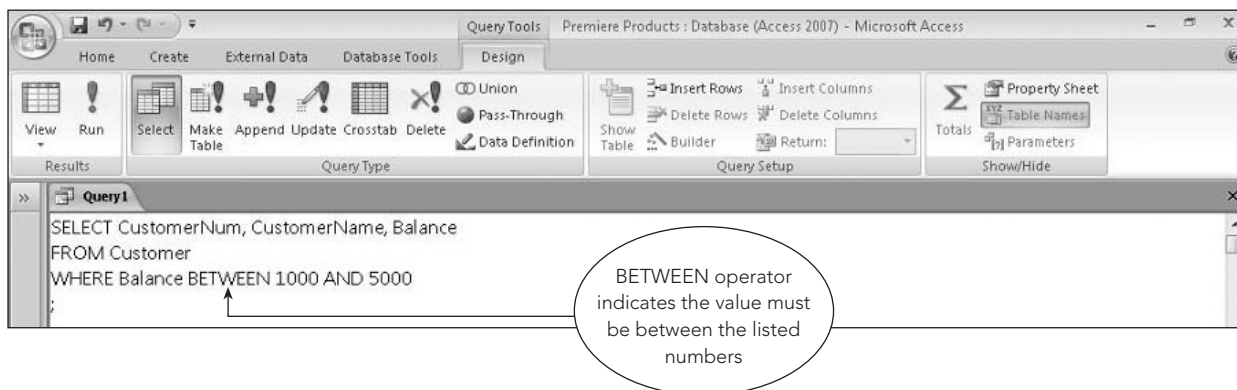 Query Tools Premiere Products : Database (Access 2007) - Microsoft Access
Home Create External Data Database Tools Design
View
Run
Select
Make Table
Append
Update
Crosstab
Delete
Union
Pass-Through
Data Definition
Show Table
Insert Rows
Delete Rows
Builder
Insert Columns
Delete Columns
Return:
Totals
Property Sheet
XYZ Table Names
[?] Parameters
Results Query Type Query Setup Show/Hide
» Query1
SELECT CustomerNum, CustomerName, Balance
FROM Customer
WHERE Balance BETWEEN 1000 AND 5000
;
BETWEEN operator
indicates the value must
be between the listed
numbers